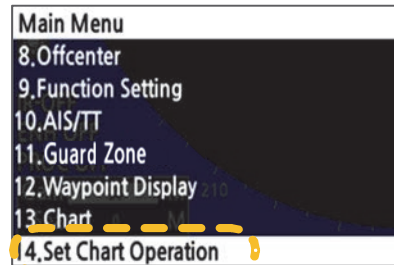 Main Menu
8.Offcenter
9.Function Setting
10.AIS/TT
11.Guard Zone
12.Waypoint Display
210
13.Chart
14.Set Chart Operation